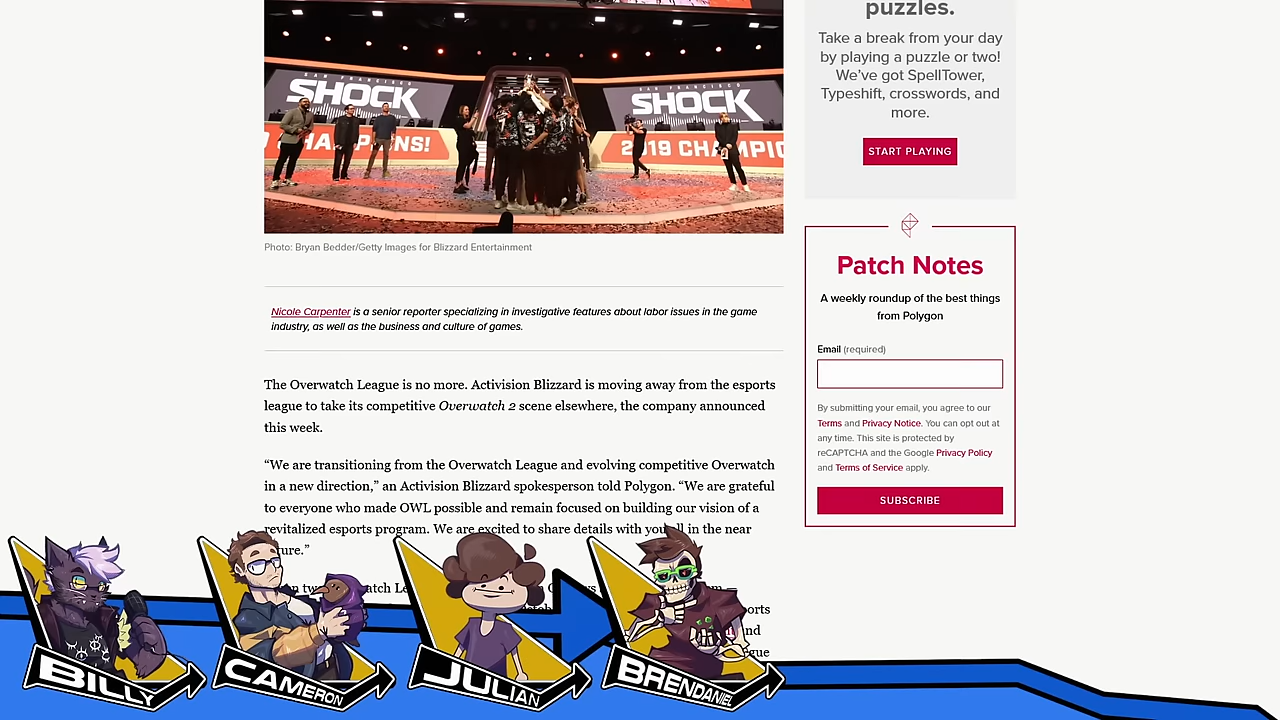 puzzles.
Take a break from your day
by playing a puzzle or two!
We've got SpellTower,
Typeshift, crosswords, and
more.
START PLAYING
SAN FRANCISCO
SHOCK
SAN FRANCISCO
SHOCK
2019
Photo: Bryan Bedder/Getty Images for Blizzard Entertainment
Nicole Carpenter is a senior reporter specializing in investigative features about labor issues in the game
industry, as well as the business and culture of games.
The Overwatch League is no more. Activision Blizzard is moving away from the esports
league to take its competitive Overwatch 2 scene elsewhere, the company announced
this week.
“We are transitioning from the Overwatch League and evolving competitive Overwatch
in a new direction,” an Activision Blizzard spokesperson told Polygon. “We are grateful
to everyone who made OWL possible and remain focused on building our vision of a
revitalized esports program. We are excited to share details with you all in the near
Patch Notes
A weekly roundup of the best things
from Polygon
Email (required)
By submitting your email, you agree to our
Terms and Privacy Notice. You can opt out at
any time. This site is protected by
reCAPTCHA and the Google Privacy Policy
and Terms of Service apply.
SUBSCRIBE
BILLY
CAMERON
JULIAN
BRENDANIEL